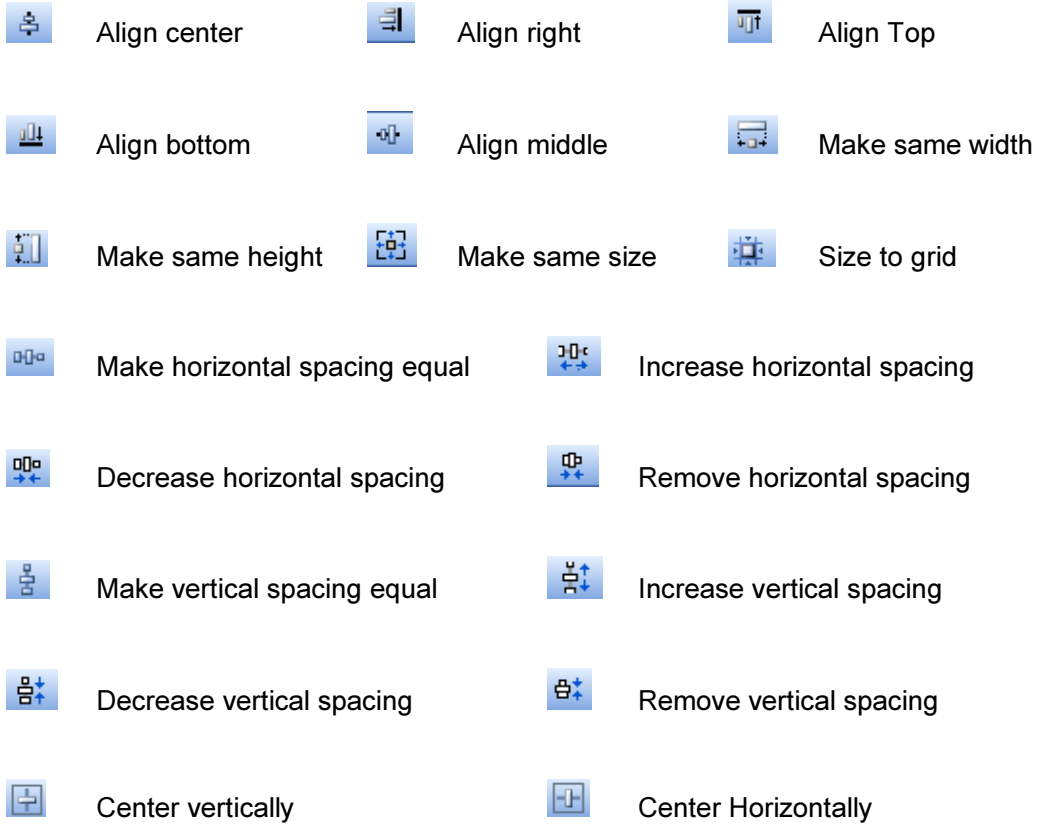 Align center Align right Align Top
Align bottom Align middle Make same width
Make same height Make same size Size to grid
Make horizontal spacing equal Increase horizontal spacing
Decrease horizontal spacing Remove horizontal spacing
Make vertical spacing equal Increase vertical spacing
Decrease vertical spacing Remove vertical spacing
Center vertically Center Horizontally